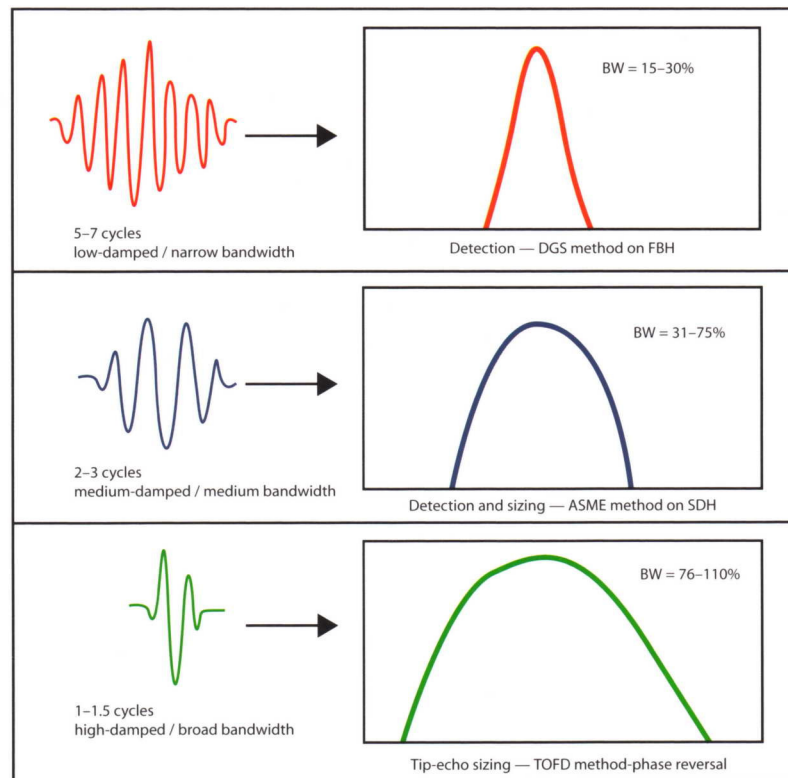 BW = 15–30%
5–7 cycles
low-damped / narrow bandwidth
Detection — DGS method on FBH
BW = 31–75%
2–3 cycles
medium-damped / medium bandwidth
Detection and sizing — ASME method on SDH
BW = 76–110%
1–1.5 cycles
high-damped / broad bandwidth
Tip-echo sizing — TOFD method-phase reversal